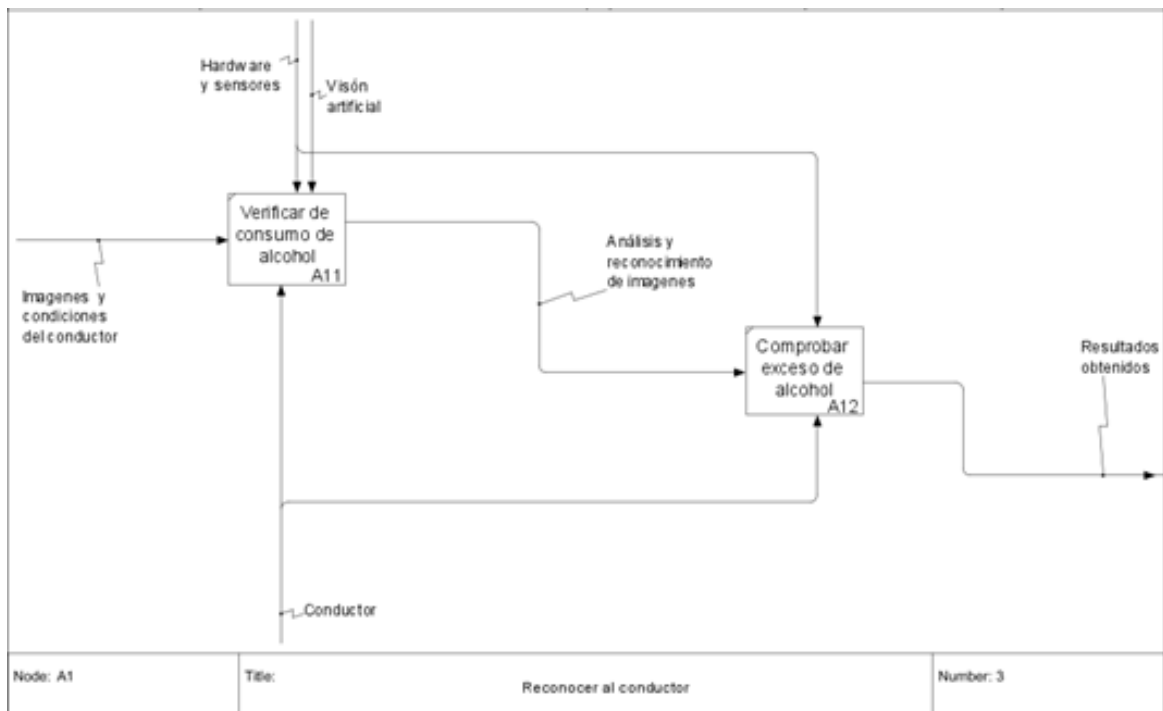 Hardware
y sensores
Visón
artificial
Verificar de
consumo de
alcohol
A11
Imagenes y
condiciones
del conductor
Análisis y
reconocimiento
de imagenes
Comprobar
exceso de
alcohol
A12
Resultados
obtenidos
Conductor
Node: A1
Title:
Reconocer al conductor
Number: 3